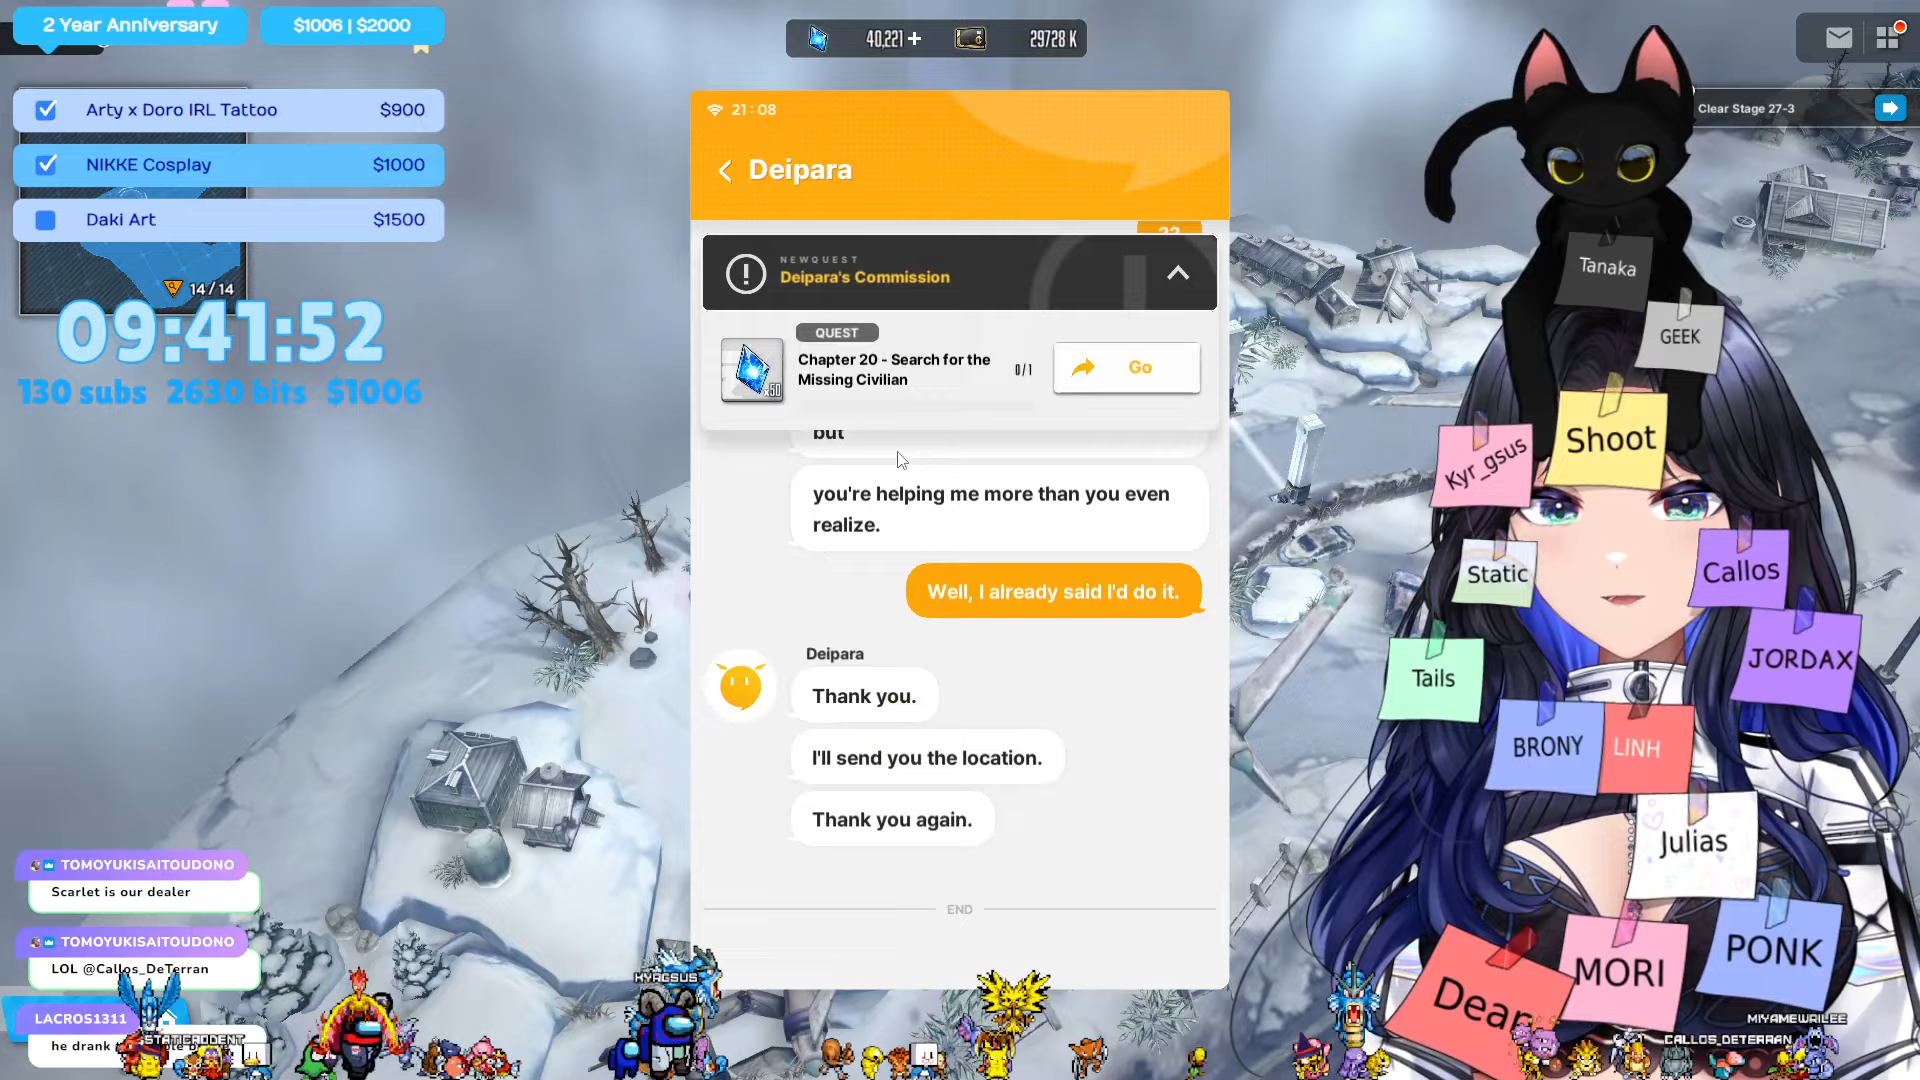 2 Year Anniversary
$1006 | $2000
Arty x Doro IRL Tattoo $900
NIKKE Cosplay $1000
Daki Art $1500
14/14
09:41:52
130 subs 2630 bits $1006
40,221
29728 K
21:08
Deipara
NEW QUEST
Deipara's Commission
QUEST
Chapter 20 - Search for the
Missing Civilian
0/1
Go
x50
but
you're helping me more than you even
realize.
Well, I already said I'd do it.
Deipara
Thank you.
I'll send you the location.
Thank you again.
END
Clear Stage 27-3
Tanaka
GEEK
Shoot
Kyr_gsus
Static
Callos
Tails
JORDAX
BRONY
LINH
Julias
PONK
MORI
Dean
TOMOYUKISAITOUDONO
Scarlet is our dealer
TOMOYUKISAITOUDONO
LOL @Callos_DeTerran
LACROS1311
he drank
STATICRODENT
KYRGSUS
MIYAMEWRILEE
CALLOS_DETERRAN